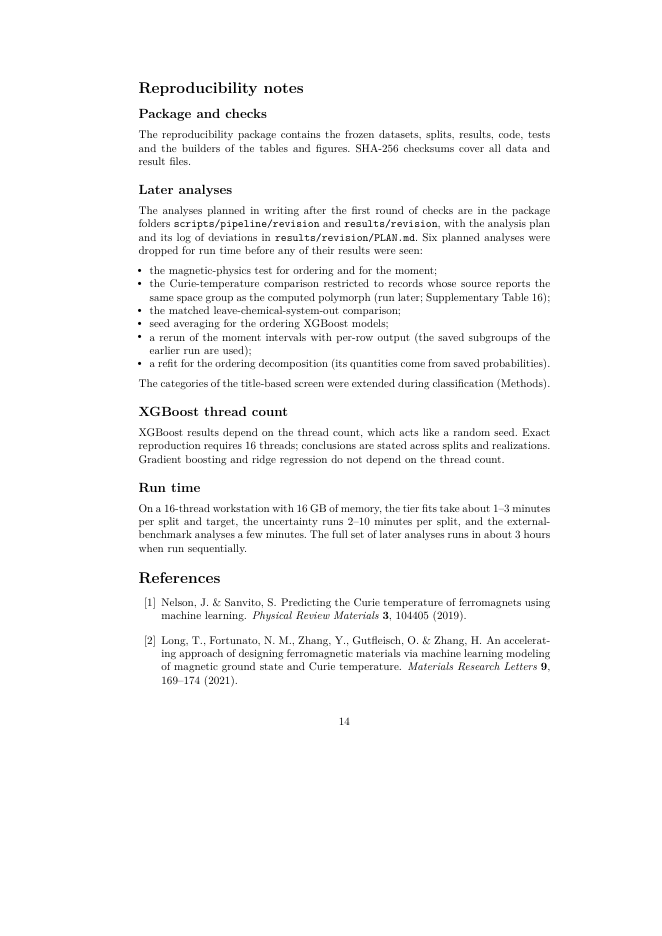 Reproducibility notes
Package and checks
The reproducibility package contains the frozen datasets, splits, results, code, tests
and the builders of the tables and figures. SHA-256 checksums cover all data and
result files.
Later analyses
The analyses planned in writing after the first round of checks are in the package
folders scripts/pipeline/revision and results/revision, with the analysis plan
and its log of deviations in results/revision/PLAN.md. Six planned analyses were
dropped for run time before any of their results were seen:
• the magnetic-physics test for ordering and for the moment;
• the Curie-temperature comparison restricted to records whose source reports the
same space group as the computed polymorph (run later; Supplementary Table 16);
• the matched leave-chemical-system-out comparison;
• seed averaging for the ordering XGBoost models;
• a rerun of the moment intervals with per-row output (the saved subgroups of the
earlier run are used);
• a refit for the ordering decomposition (its quantities come from saved probabilities).
The categories of the title-based screen were extended during classification (Methods).
XGBoost thread count
XGBoost results depend on the thread count, which acts like a random seed. Exact
reproduction requires 16 threads; conclusions are stated across splits and realizations.
Gradient boosting and ridge regression do not depend on the thread count.
Run time
On a 16-thread workstation with 16 GB of memory, the tier fits take about 1–3 minutes
per split and target, the uncertainty runs 2–10 minutes per split, and the external-
benchmark analyses a few minutes. The full set of later analyses runs in about 3 hours
when run sequentially.
References
[1] Nelson, J. & Sanvito, S. Predicting the Curie temperature of ferromagnets using
machine learning. Physical Review Materials 3, 104405 (2019).
[2] Long, T., Fortunato, N. M., Zhang, Y., Gutfleisch, O. & Zhang, H. An accelerat-
ing approach of designing ferromagnetic materials via machine learning modeling
of magnetic ground state and Curie temperature. Materials Research Letters 9,
169–174 (2021).
14